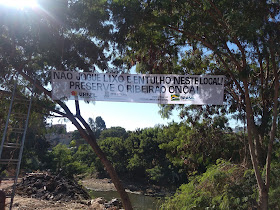 NÃO JOGUE LIXO E ENTULHO NESTE LOCAL!
PRESERVE O RIBEIRÃO ONÇA!